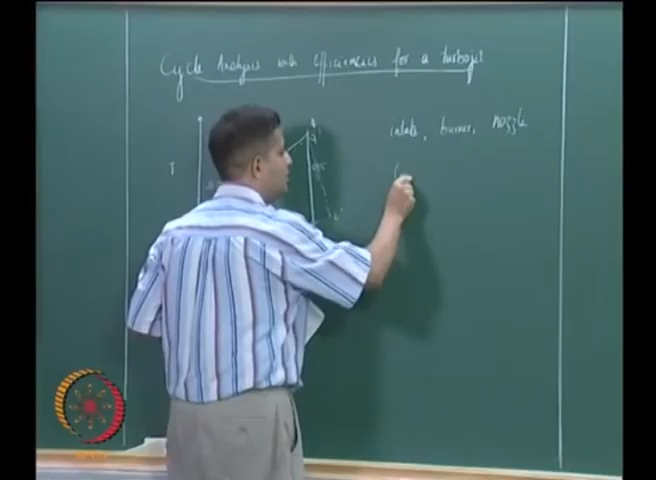 Cycle Analysis with efficiencies for a turbojet
T
intake, burner, nozzle